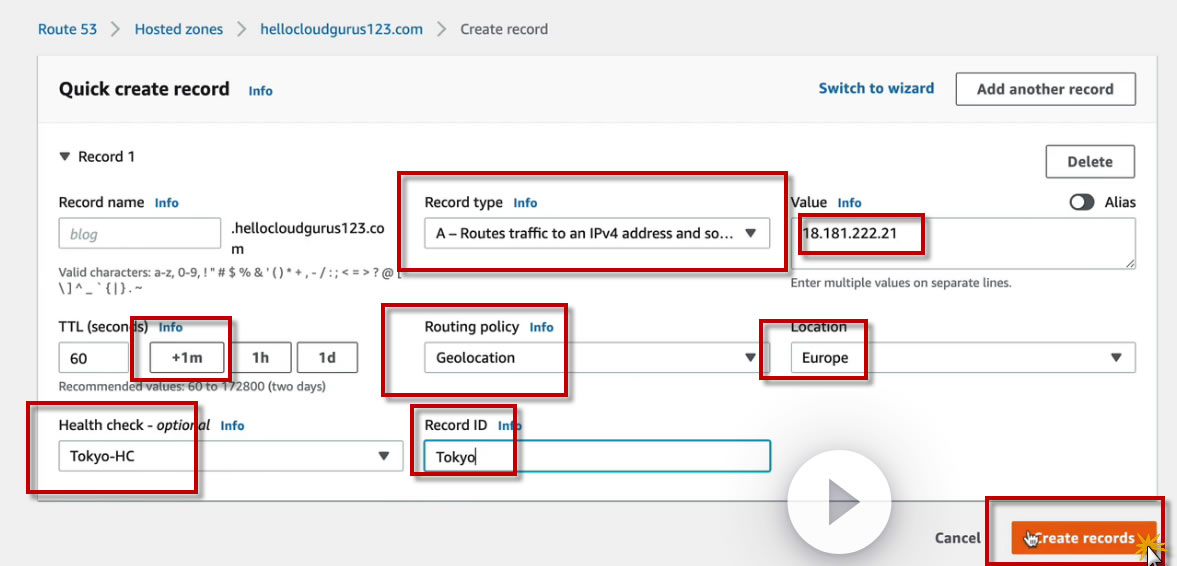 Route 53 > Hosted zones > hellocloudgurus123.com > Create record
Quick create record Info
Switch to wizard
Add another record
▼ Record 1
Delete
Record name Info
Record type Info
Value Info
Alias
blog
.hellocloudgurus123.co
m
A – Routes traffic to an IPv4 address and so...
18.181.222.21
Valid characters: a-z, 0-9, ! " # $ % & ' ( ) * + , - / : ; < = > ? @ [
\ ] ^ _ ` { | } . ~
Enter multiple values on separate lines.
TTL (seconds) Info
Routing policy Info
Location
60
+1m
1h
1d
Geolocation
Europe
Recommended values: 60 to 172800 (two days)
Health check - optional Info
Record ID Info
Tokyo-HC
Tokyo
Cancel
Create records